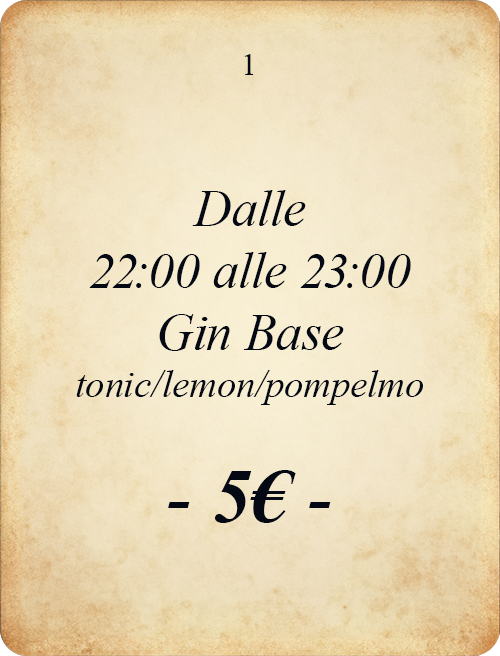 1
Dalle
22:00 alle 23:00
Gin Base
tonic/lemon/pompelmo
- 5€ -